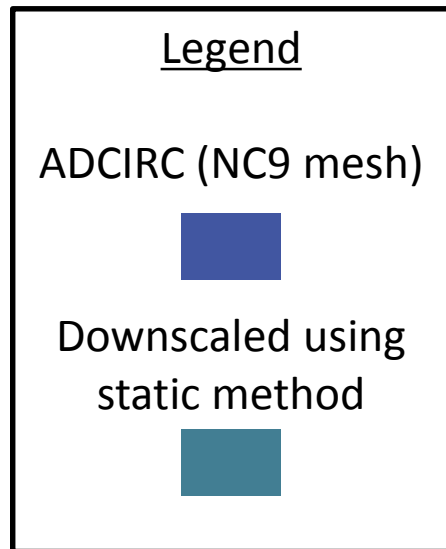 Legend
ADCIRC (NC9 mesh)
Downscaled using
static method